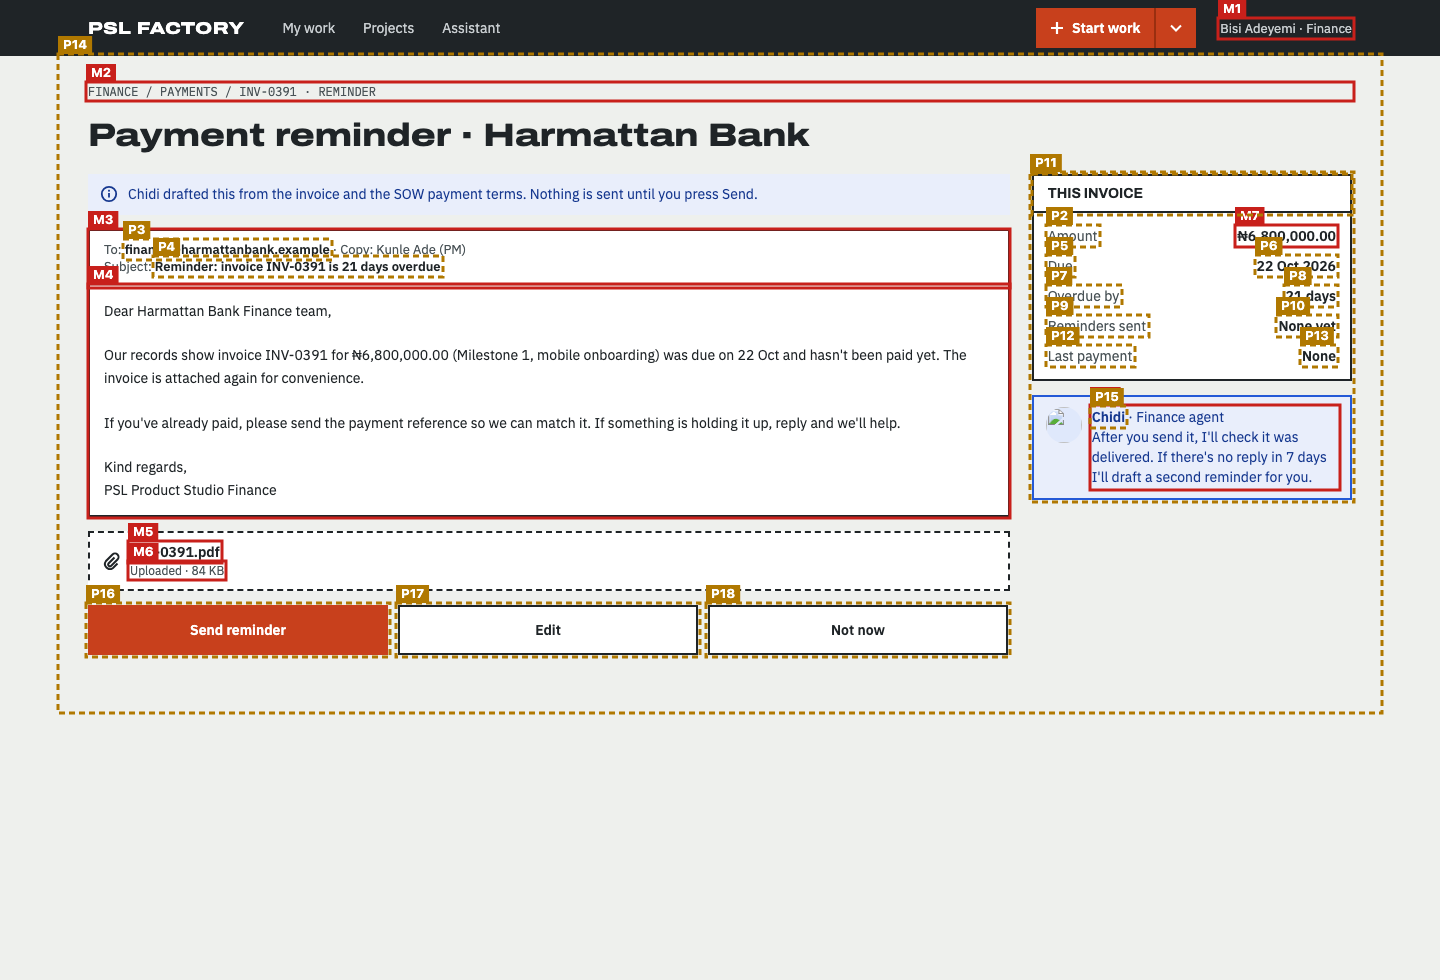 PSL FACTORY My work Projects Assistant + Start work
M1
Bisi Adeyemi · Finance
P14
M2
FINANCE / PAYMENTS / INV-0391 · REMINDER
Payment reminder · Harmattan Bank
Chidi drafted this from the invoice and the SOW payment terms. Nothing is sent until you press Send.
M3
P3
P4
To: harmattanbank.example · Copy: Kunle Ade (PM)
Subject: Reminder: invoice INV-0391 is 21 days overdue
M4
Dear Harmattan Bank Finance team,
Our records show invoice INV-0391 for ₦6,800,000.00 (Milestone 1, mobile onboarding) was due on 22 Oct and hasn't been paid yet. The
invoice is attached again for convenience.
If you've already paid, please send the payment reference so we can match it. If something is holding it up, reply and we'll help.
Kind regards,
PSL Product Studio Finance
M5
M6
0391.pdf
Uploaded · 84 KB
P16
P17
P18
Send reminder
Edit
Not now
P11
THIS INVOICE
P2
M7
Amount ₦6,800,000.00
P5
P6
Due 22 Oct 2026
P7
P8
Overdue by 21 days
P9
P10
Reminders sent None yet
P12
P13
Last payment None
P15
Chidi · Finance agent
After you send it, I'll check it was
delivered. If there's no reply in 7 days
I'll draft a second reminder for you.